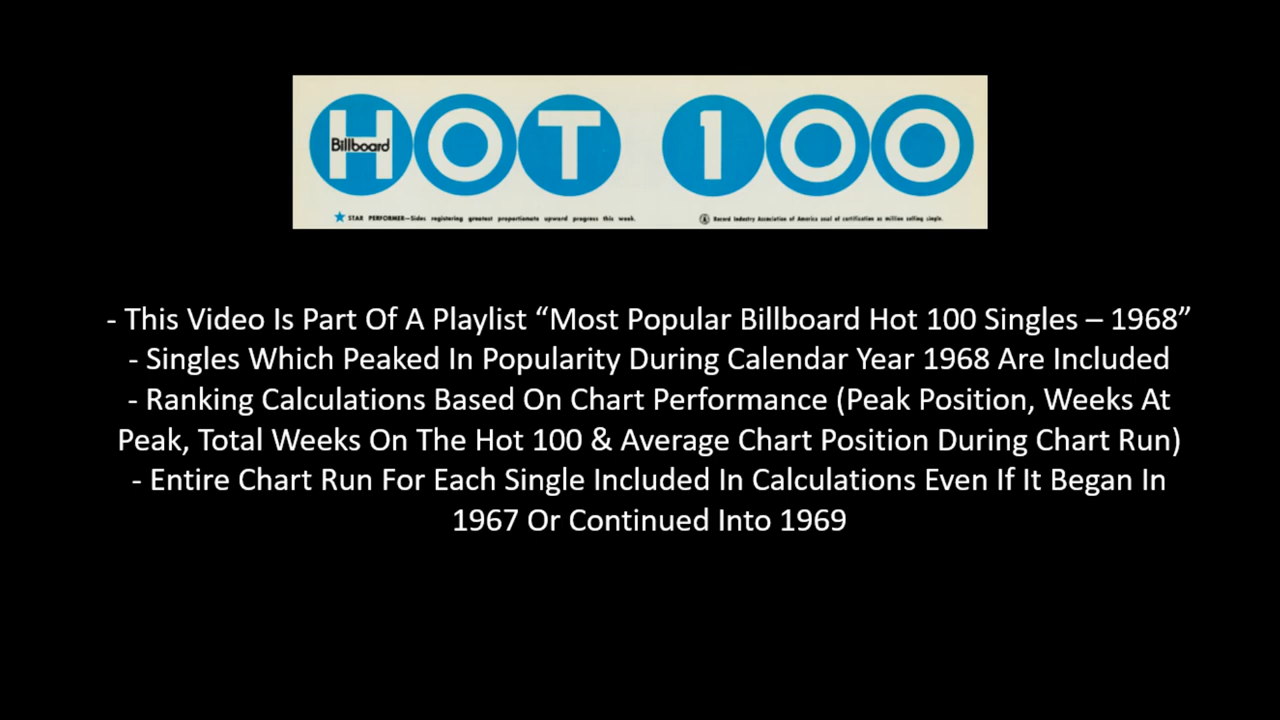 HOT 100
Billboard
★ STAR PERFORMER—Sides registering greatest proportionate upward progress this week.
Record Industry Association of America seal of certification as million selling single.
- This Video Is Part Of A Playlist “Most Popular Billboard Hot 100 Singles – 1968”
- Singles Which Peaked In Popularity During Calendar Year 1968 Are Included
- Ranking Calculations Based On Chart Performance (Peak Position, Weeks At
Peak, Total Weeks On The Hot 100 & Average Chart Position During Chart Run)
- Entire Chart Run For Each Single Included In Calculations Even If It Began In
1967 Or Continued Into 1969